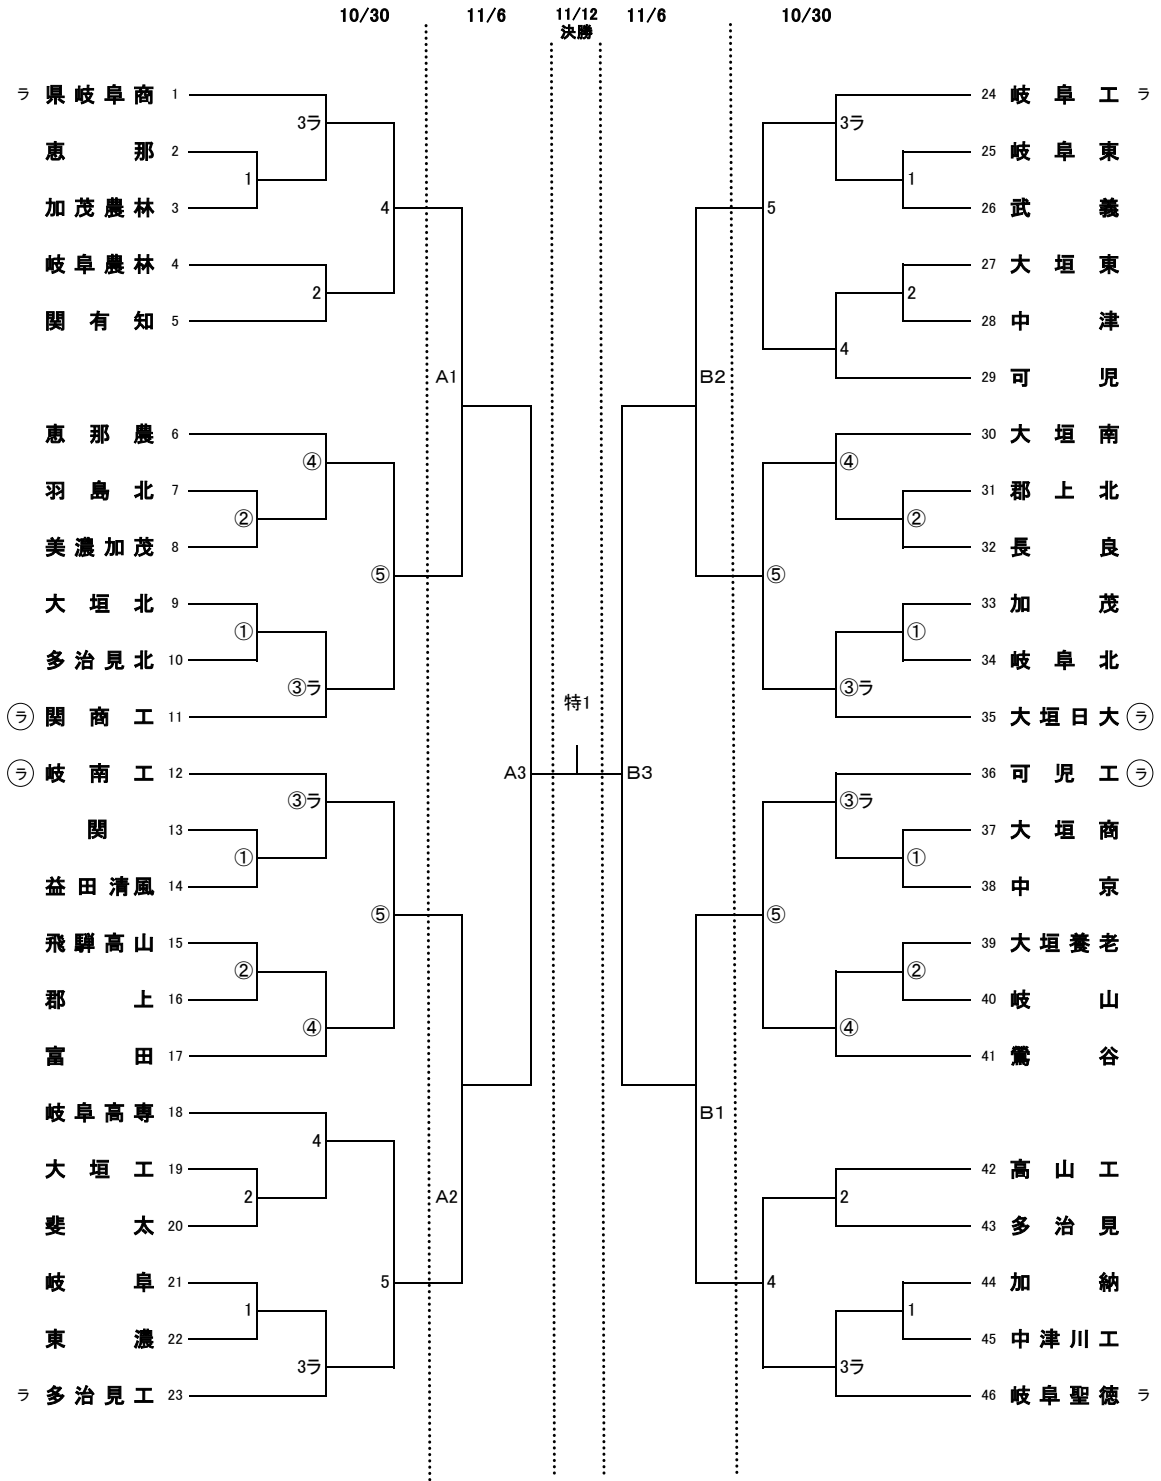 10/30 11/6 11/12 11/6 10/30
決勝
ラ 県岐阜商 1
3ラ
恵那 2
1
加茂農林 3
4
岐阜農林 4
2
関有知 5
A1
恵那農 6
④
羽島北 7
②
美濃加茂 8
⑤
大垣北 9
①
多治見北 10
③ラ
ラ 関商工 11
ラ 岐南工 12
③ラ
関 13
①
益田清風 14
⑤
飛騨高山 15
②
郡上 16
④
富田 17
岐阜高専 18
4
大垣工 19
2
A2
斐太 20
岐阜 21
5
1
東濃 22
3ラ
ラ 多治見工 23
A3
特1
B3
24 岐阜工 ラ
3ラ
25 岐阜東
1
26 武義
5
27 大垣東
2
28 中津
4
29 可児
B2
30 大垣南
④
31 郡上北
②
32 長良
⑤
33 加茂
①
34 岐阜北
③ラ
35 大垣日大 ラ
36 可児工 ラ
③ラ
37 大垣商
①
38 中京
⑤
39 大垣養老
②
40 岐山
④
41 鶯谷
B1
42 高山工
2
43 多治見
4
44 加納
1
45 中津川工
3ラ
46 岐阜聖徳 ラ